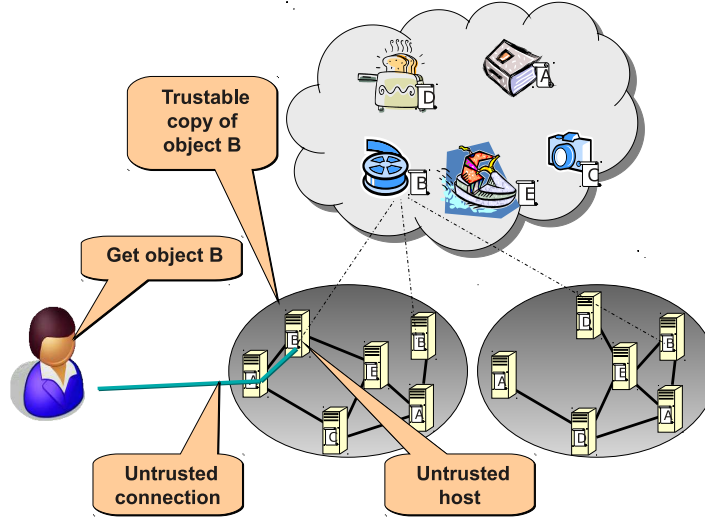 D
A
B
E
C
Trustable
copy of
object B
Get object B
B
B
A
E
C
A
D
B
A
E
A
D
Untrusted
connection
Untrusted
host